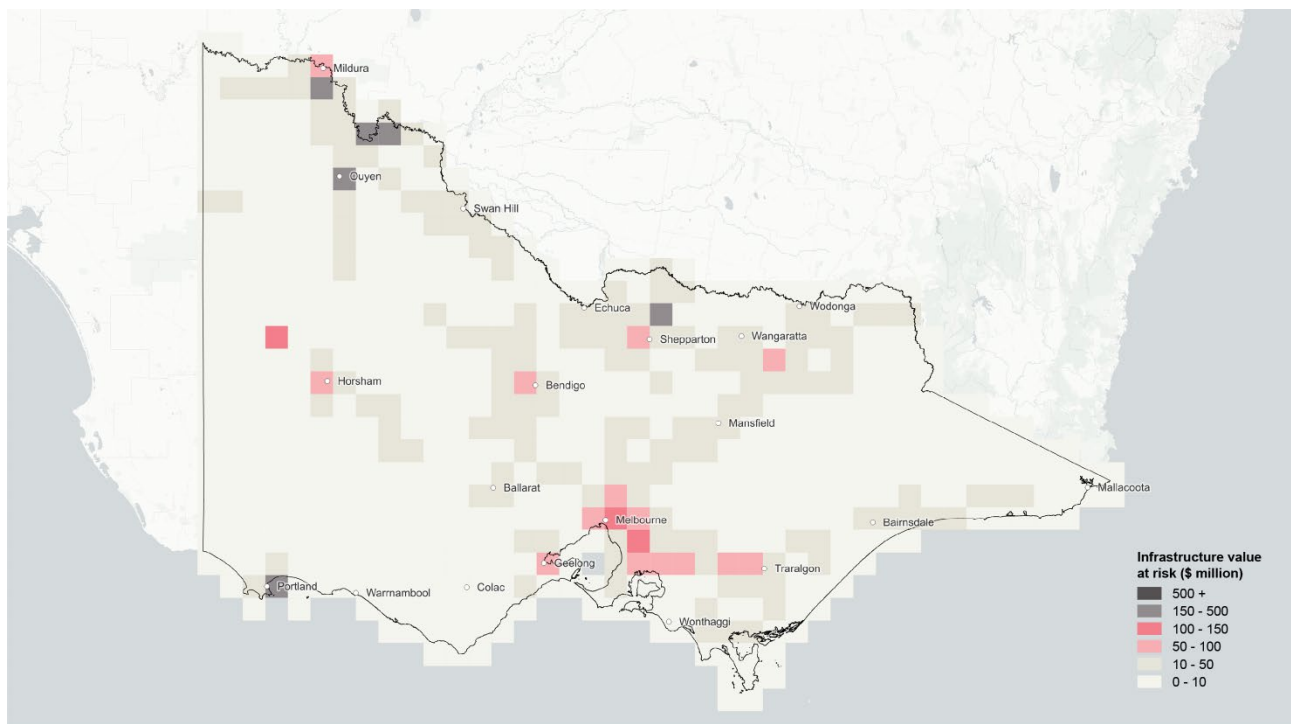 Mildura
Ouyen
Swan Hill
Echuca
Wodonga
Shepparton
Wangaratta
Horsham
Bendigo
Mansfield
Ballarat
Mallacoota
Melbourne
Bairnsdale
Geelong
Traralgon
Portland
Warrnambool
Colac
Wonthaggi
Infrastructure value
at risk ($ million)
500 +
150 - 500
100 - 150
50 - 100
10 - 50
0 - 10